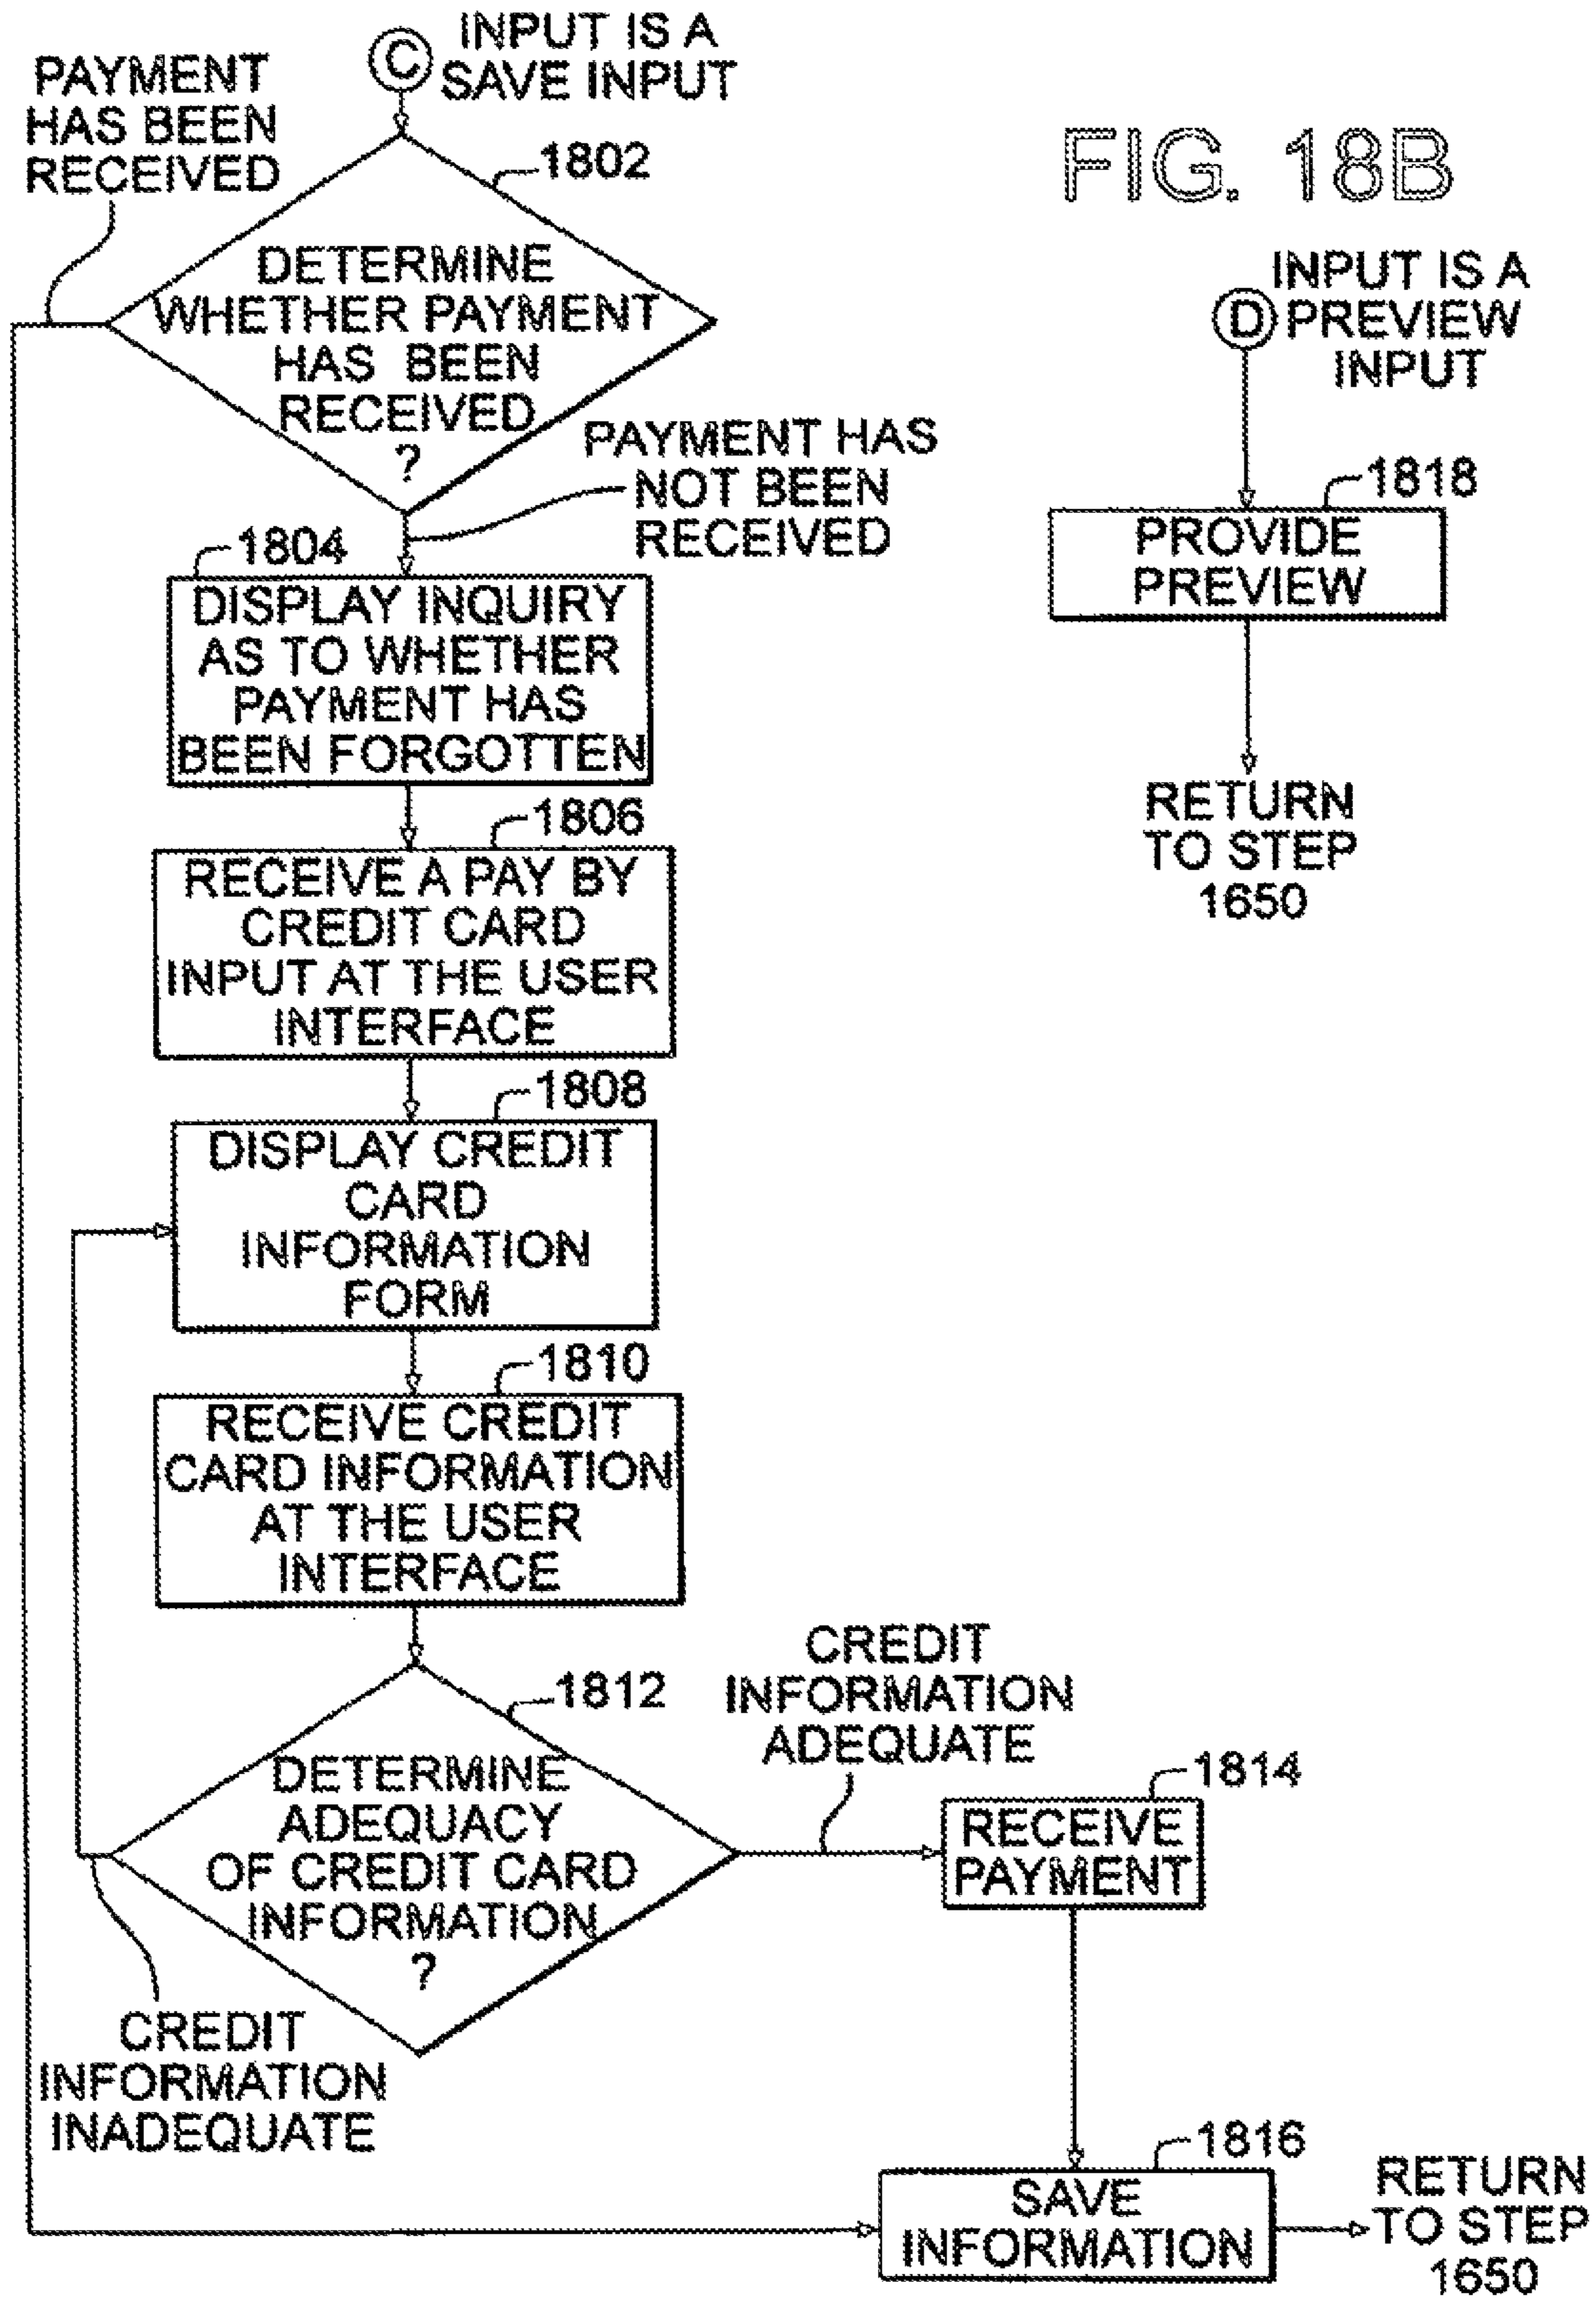 PAYMENT
HAS BEEN
RECEIVED
C
INPUT IS A
SAVE INPUT
1802
DETERMINE
WHETHER PAYMENT
HAS BEEN
RECEIVED
?
PAYMENT HAS
NOT BEEN
RECEIVED
1804
DISPLAY INQUIRY
AS TO WHETHER
PAYMENT HAS
BEEN FORGOTTEN
1806
RECEIVE A PAY BY
CREDIT CARD
INPUT AT THE USER
INTERFACE
1808
DISPLAY CREDIT
CARD
INFORMATION
FORM
1810
RECEIVE CREDIT
CARD INFORMATION
AT THE USER
INTERFACE
1812
DETERMINE
ADEQUACY
OF CREDIT CARD
INFORMATION
?
CREDIT
INFORMATION
INADEQUATE
CREDIT
INFORMATION
ADEQUATE
1814
RECEIVE
PAYMENT
1816
SAVE
INFORMATION
RETURN
TO STEP
1650
FIG. 18B
INPUT IS A
D PREVIEW
INPUT
1818
PROVIDE
PREVIEW
RETURN
TO STEP
1650